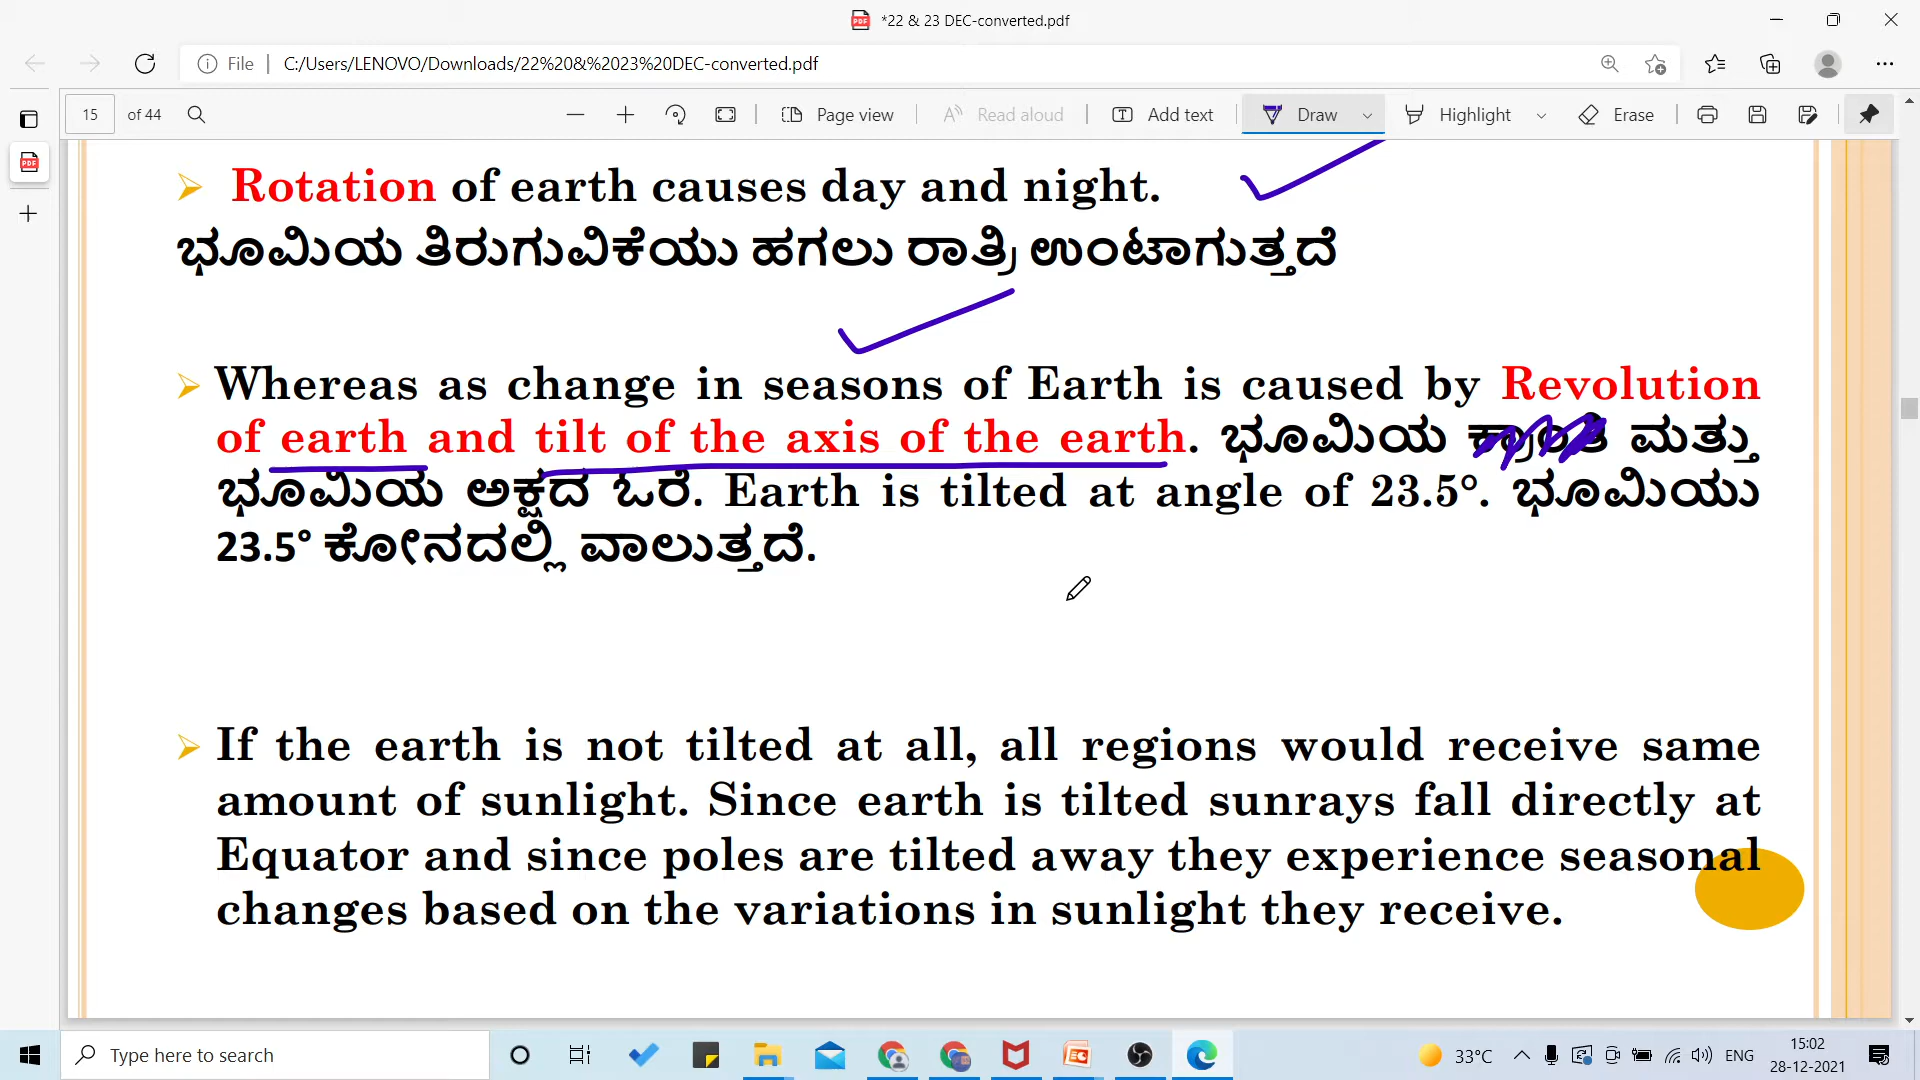 *22 & 23 DEC-converted.pdf
File
C:/Users/LENOVO/Downloads/22%20&%2023%20DEC-converted.pdf
15 of 44
Page view
Read aloud
Add text
Draw
Highlight
Erase
Rotation of earth causes day and night.
ಭೂಮಿಯ ತಿರುಗುವಿಕೆಯು ಹಗಲು ರಾತ್ರಿ ಉಂಟಾಗುತ್ತದೆ
Whereas as change in seasons of Earth is caused by Revolution
of earth and tilt of the axis of the earth. ಭೂಮಿಯ ಮತ್ತು
ಭೂಮಿಯ ಅಕ್ಷದ ಓರೆ. Earth is tilted at angle of 23.5°. ಭೂಮಿಯು
23.5° ಕೋನದಲ್ಲಿ ವಾಲುತ್ತದೆ.
If the earth is not tilted at all, all regions would receive same
amount of sunlight. Since earth is tilted sunrays fall directly at
Equator and since poles are tilted away they experience seasonal
changes based on the variations in sunlight they receive.
Type here to search
33°C
ENG
15:02
28-12-2021